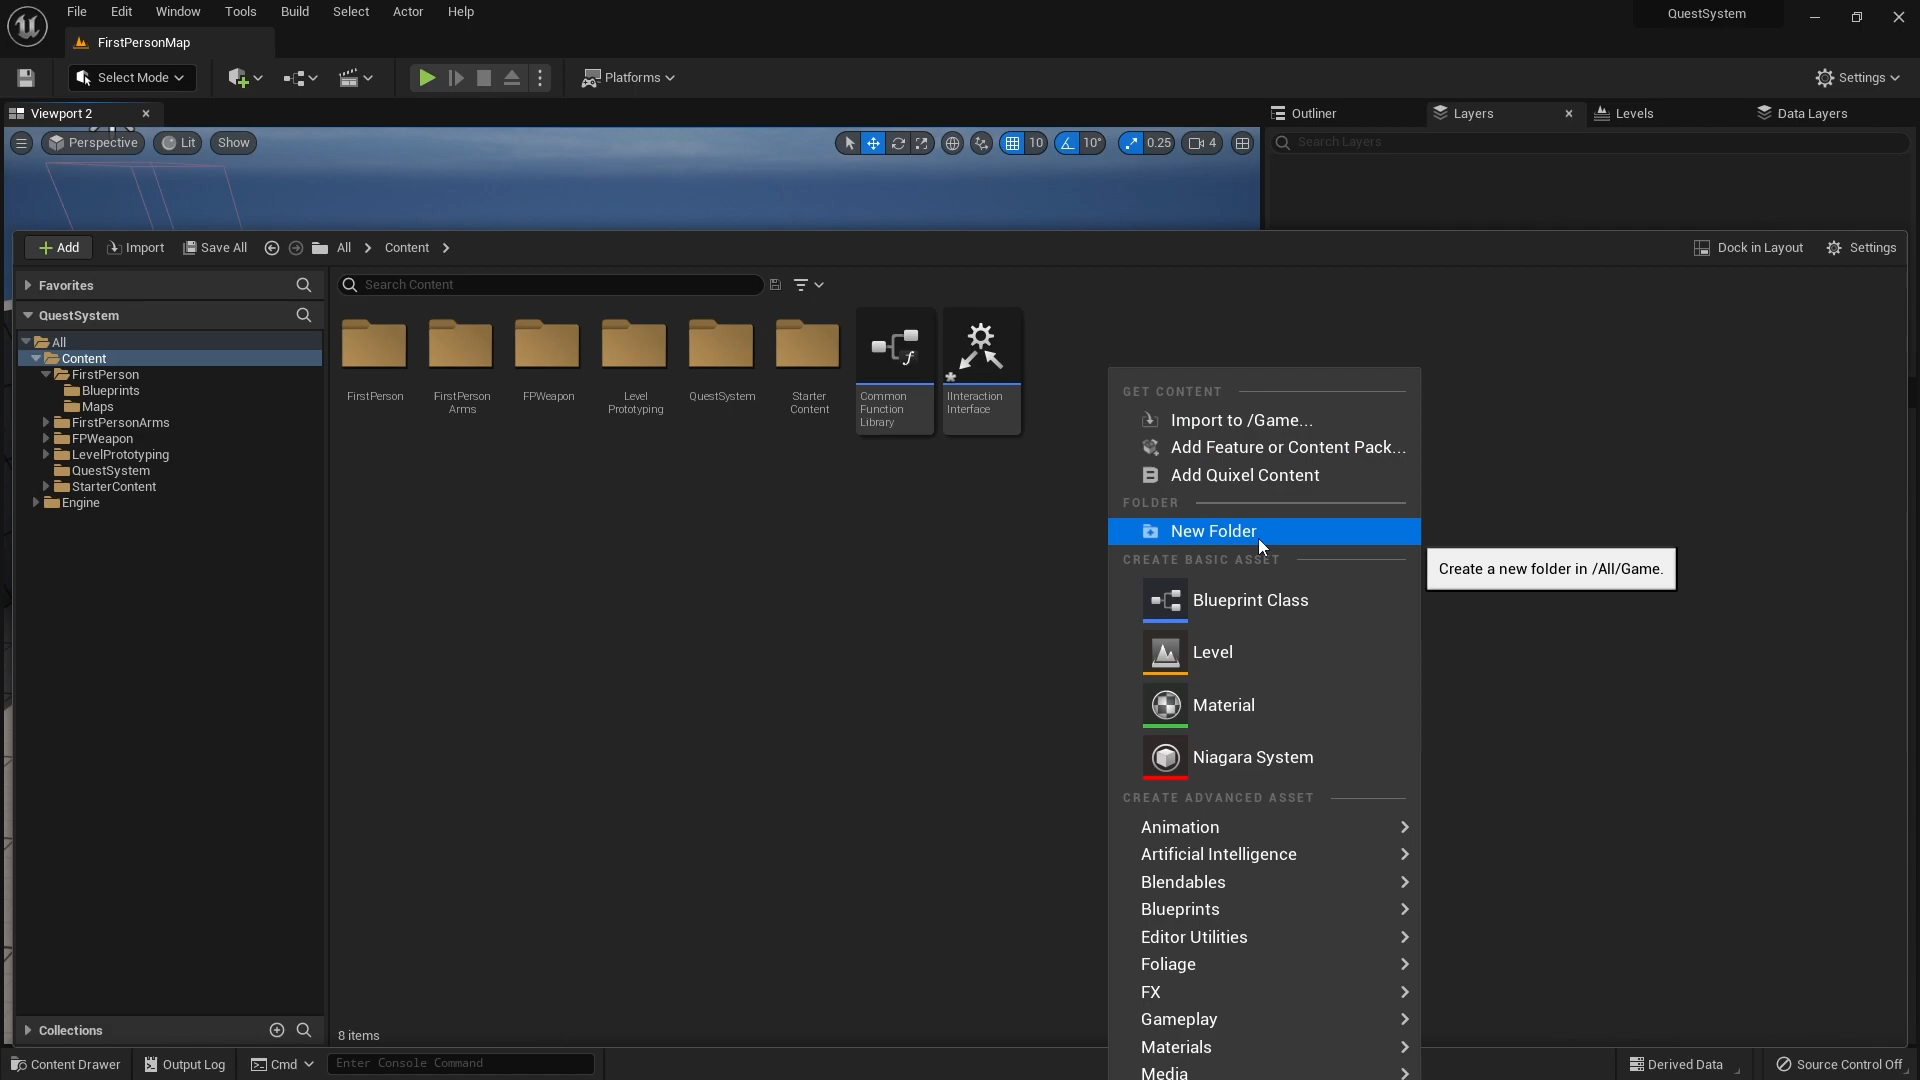 File Edit Window Tools Build Select Actor Help
QuestSystem
FirstPersonMap
Select Mode
Platforms
Settings
Viewport 2
Outliner
Layers
Levels
Data Layers
Perspective
Lit
Show
10
10°
0.25
4
Search Layers
Add
Import
Save All
All
Content
Dock in Layout
Settings
Favorites
Search Content
QuestSystem
All
Content
FirstPerson
Blueprints
Maps
FirstPersonArms
FPWeapon
LevelPrototyping
QuestSystem
StarterContent
Engine
FirstPerson
FirstPerson
Arms
FPWeapon
Level
Prototyping
QuestSystem
Starter
Content
Common
Function
Library
IInteraction
Interface
GET CONTENT
Import to /Game...
Add Feature or Content Pack...
Add Quixel Content
FOLDER
New Folder
Create a new folder in /All/Game.
CREATE BASIC ASSET
Blueprint Class
Level
Material
Niagara System
CREATE ADVANCED ASSET
Animation
Artificial Intelligence
Blendables
Blueprints
Editor Utilities
Foliage
FX
Gameplay
Materials
Media
Collections
8 items
Content Drawer
Output Log
Cmd
Enter Console Command
Derived Data
Source Control Off